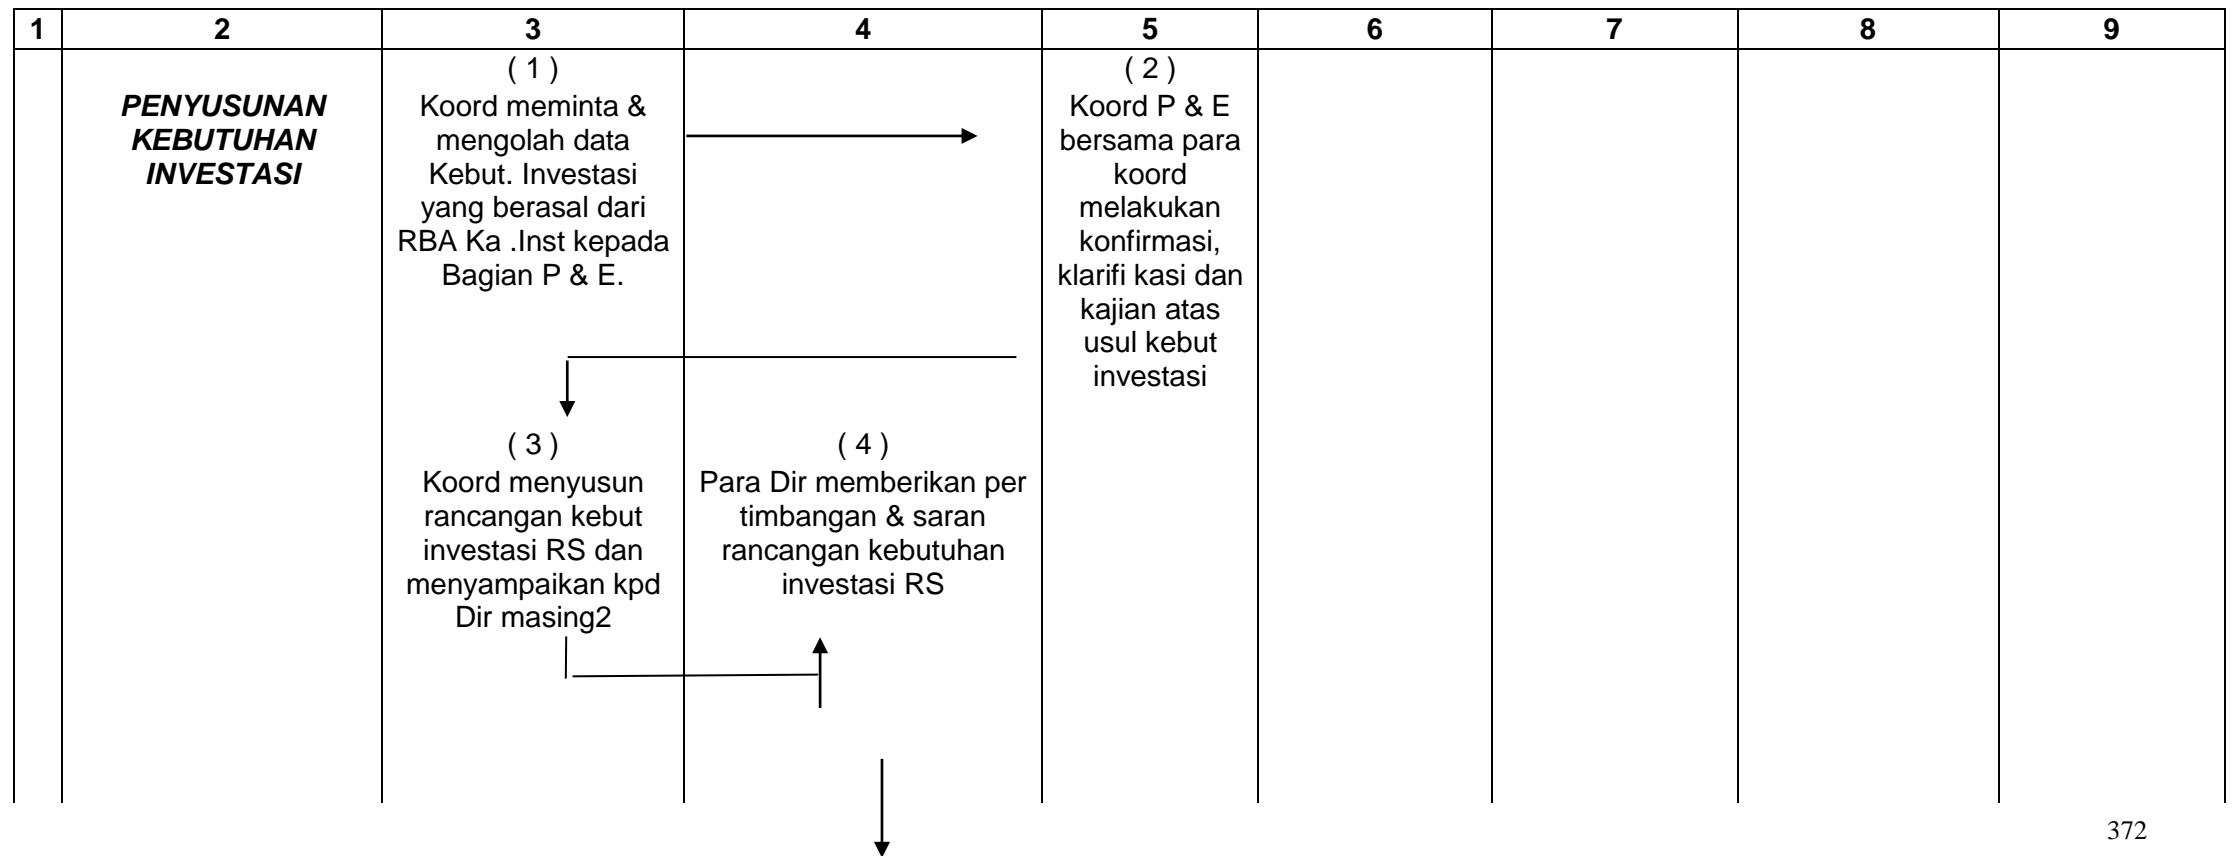 1 2 3 4 5 6 7 8 9
PENYUSUNAN
KEBUTUHAN
INVESTASI
( 1 )
Koord meminta &
mengolah data
Kebut. Investasi
yang berasal dari
RBA Ka .Inst kepada
Bagian P & E.
( 2 )
Koord P & E
bersama para
koord
melakukan
konfirmasi,
klarifi kasi dan
kajian atas
usul kebut
investasi
( 3 )
Koord menyusun
rancangan kebut
investasi RS dan
menyampaikan kpd
Dir masing2
( 4 )
Para Dir memberikan per
timbangan & saran
rancangan kebutuhan
investasi RS
372